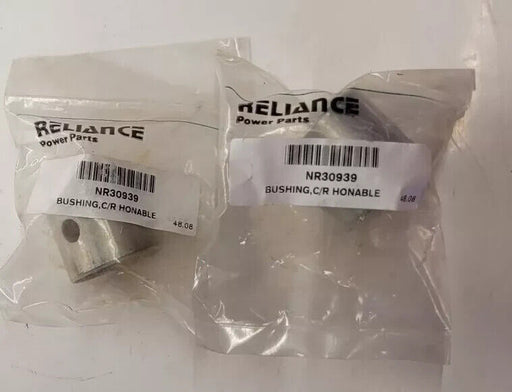 RELIANCE
Power Parts
NR30939
BUSHING,C/R HONABLE
48.08
RELIANCE
Power Parts
NR30939
BUSHING,C/R HONABLE
48.08